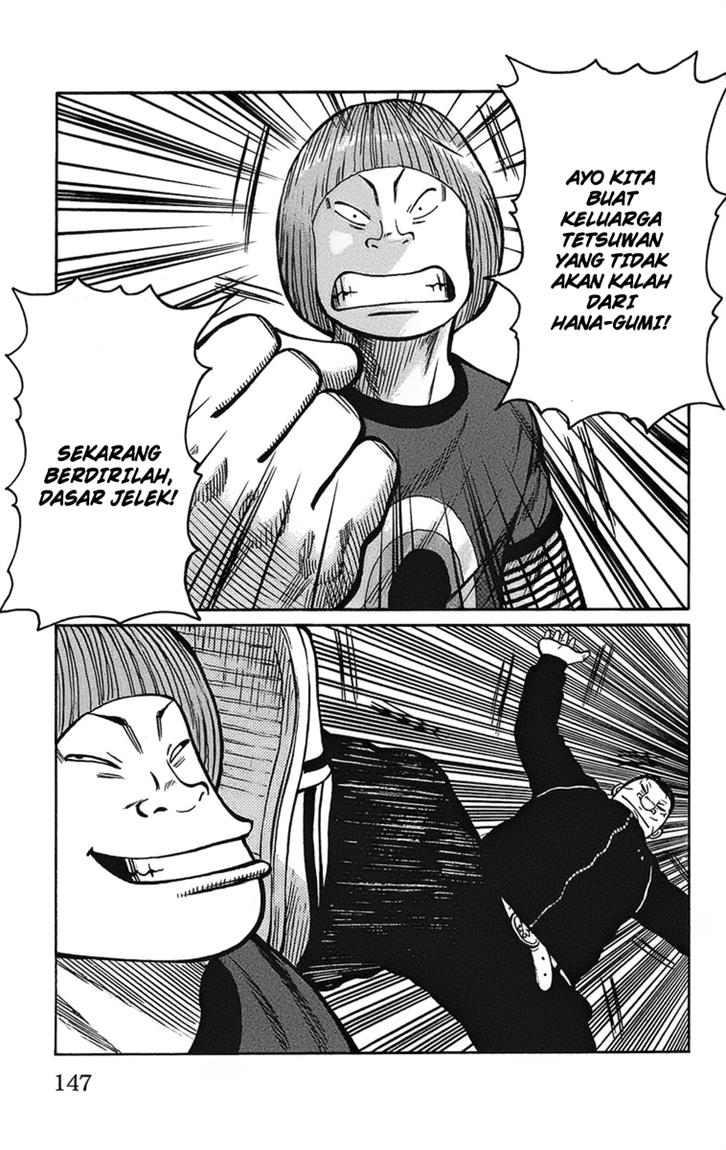 AYO KITA
BUAT
KELUARGA
TETSUWAN
YANG TIDAK
AKAN KALAH
DARI
HANA-GUMI!
SEKARANG
BERDIRILAH,
DASAR JELEK!
147